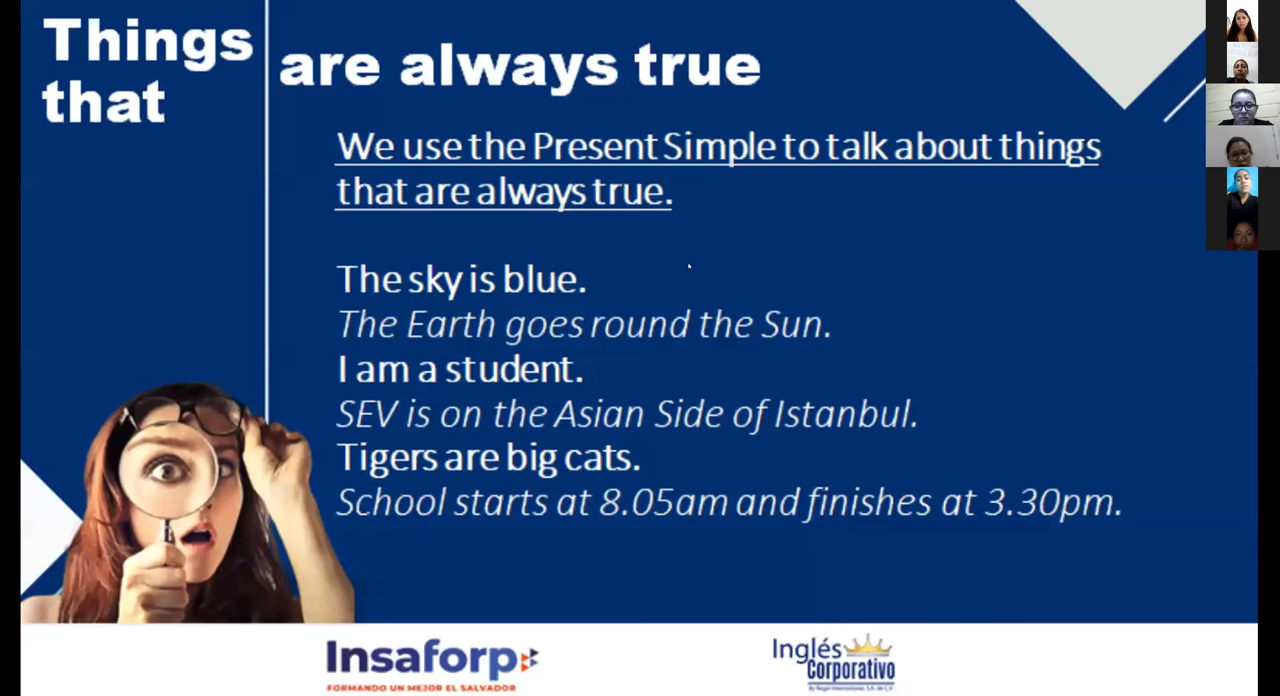 Things
that
are always true
We use the Present Simple to talk about things
that are always true.
The sky is blue.
The Earth goes round the Sun.
I am a student.
SEV is on the Asian Side of Istanbul.
Tigers are big cats.
School starts at 8.05am and finishes at 3.30pm.
Insaforp
FORMANDO UN MEJOR EL SALVADOR
Inglés
Corporativo